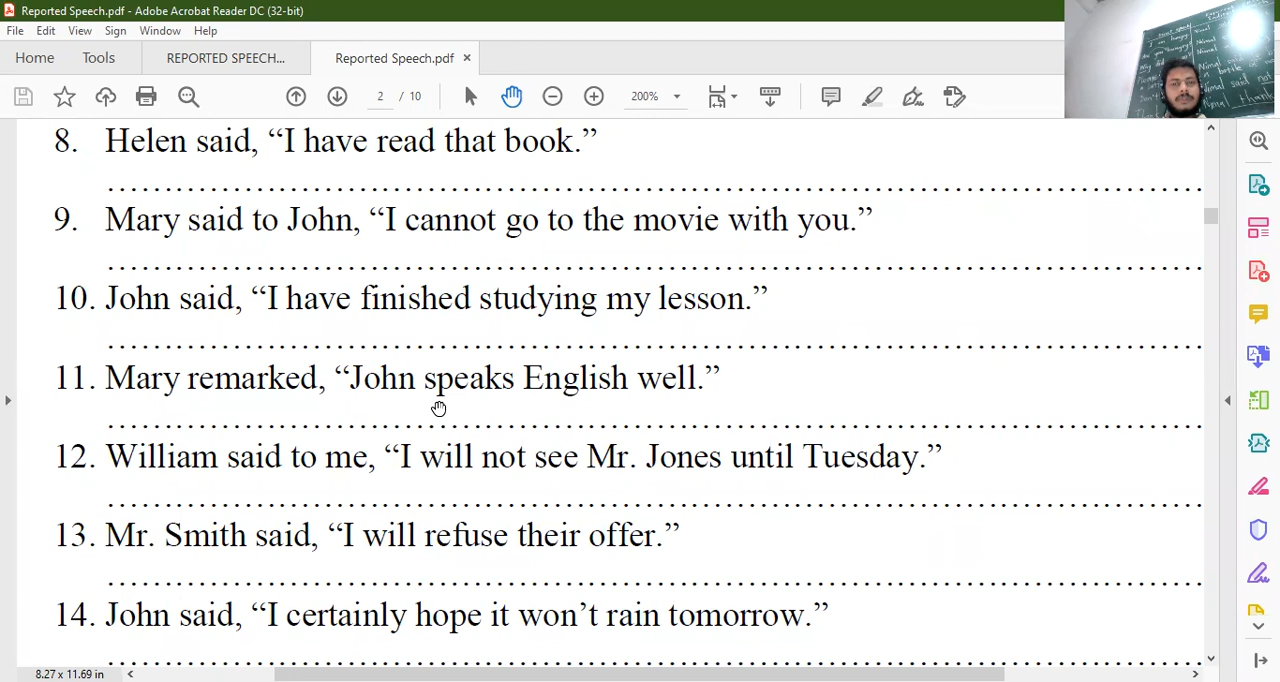 Reported Speech.pdf - Adobe Acrobat Reader DC (32-bit)
File Edit View Sign Window Help
Home Tools REPORTED SPEECH... Reported Speech.pdf ×
2 / 10 200%
8. Helen said, “I have read that book.”
9. Mary said to John, “I cannot go to the movie with you.”
10. John said, “I have finished studying my lesson.”
11. Mary remarked, “John speaks English well.”
12. William said to me, “I will not see Mr. Jones until Tuesday.”
13. Mr. Smith said, “I will refuse their offer.”
14. John said, “I certainly hope it won’t rain tomorrow.”
8.27 x 11.69 in